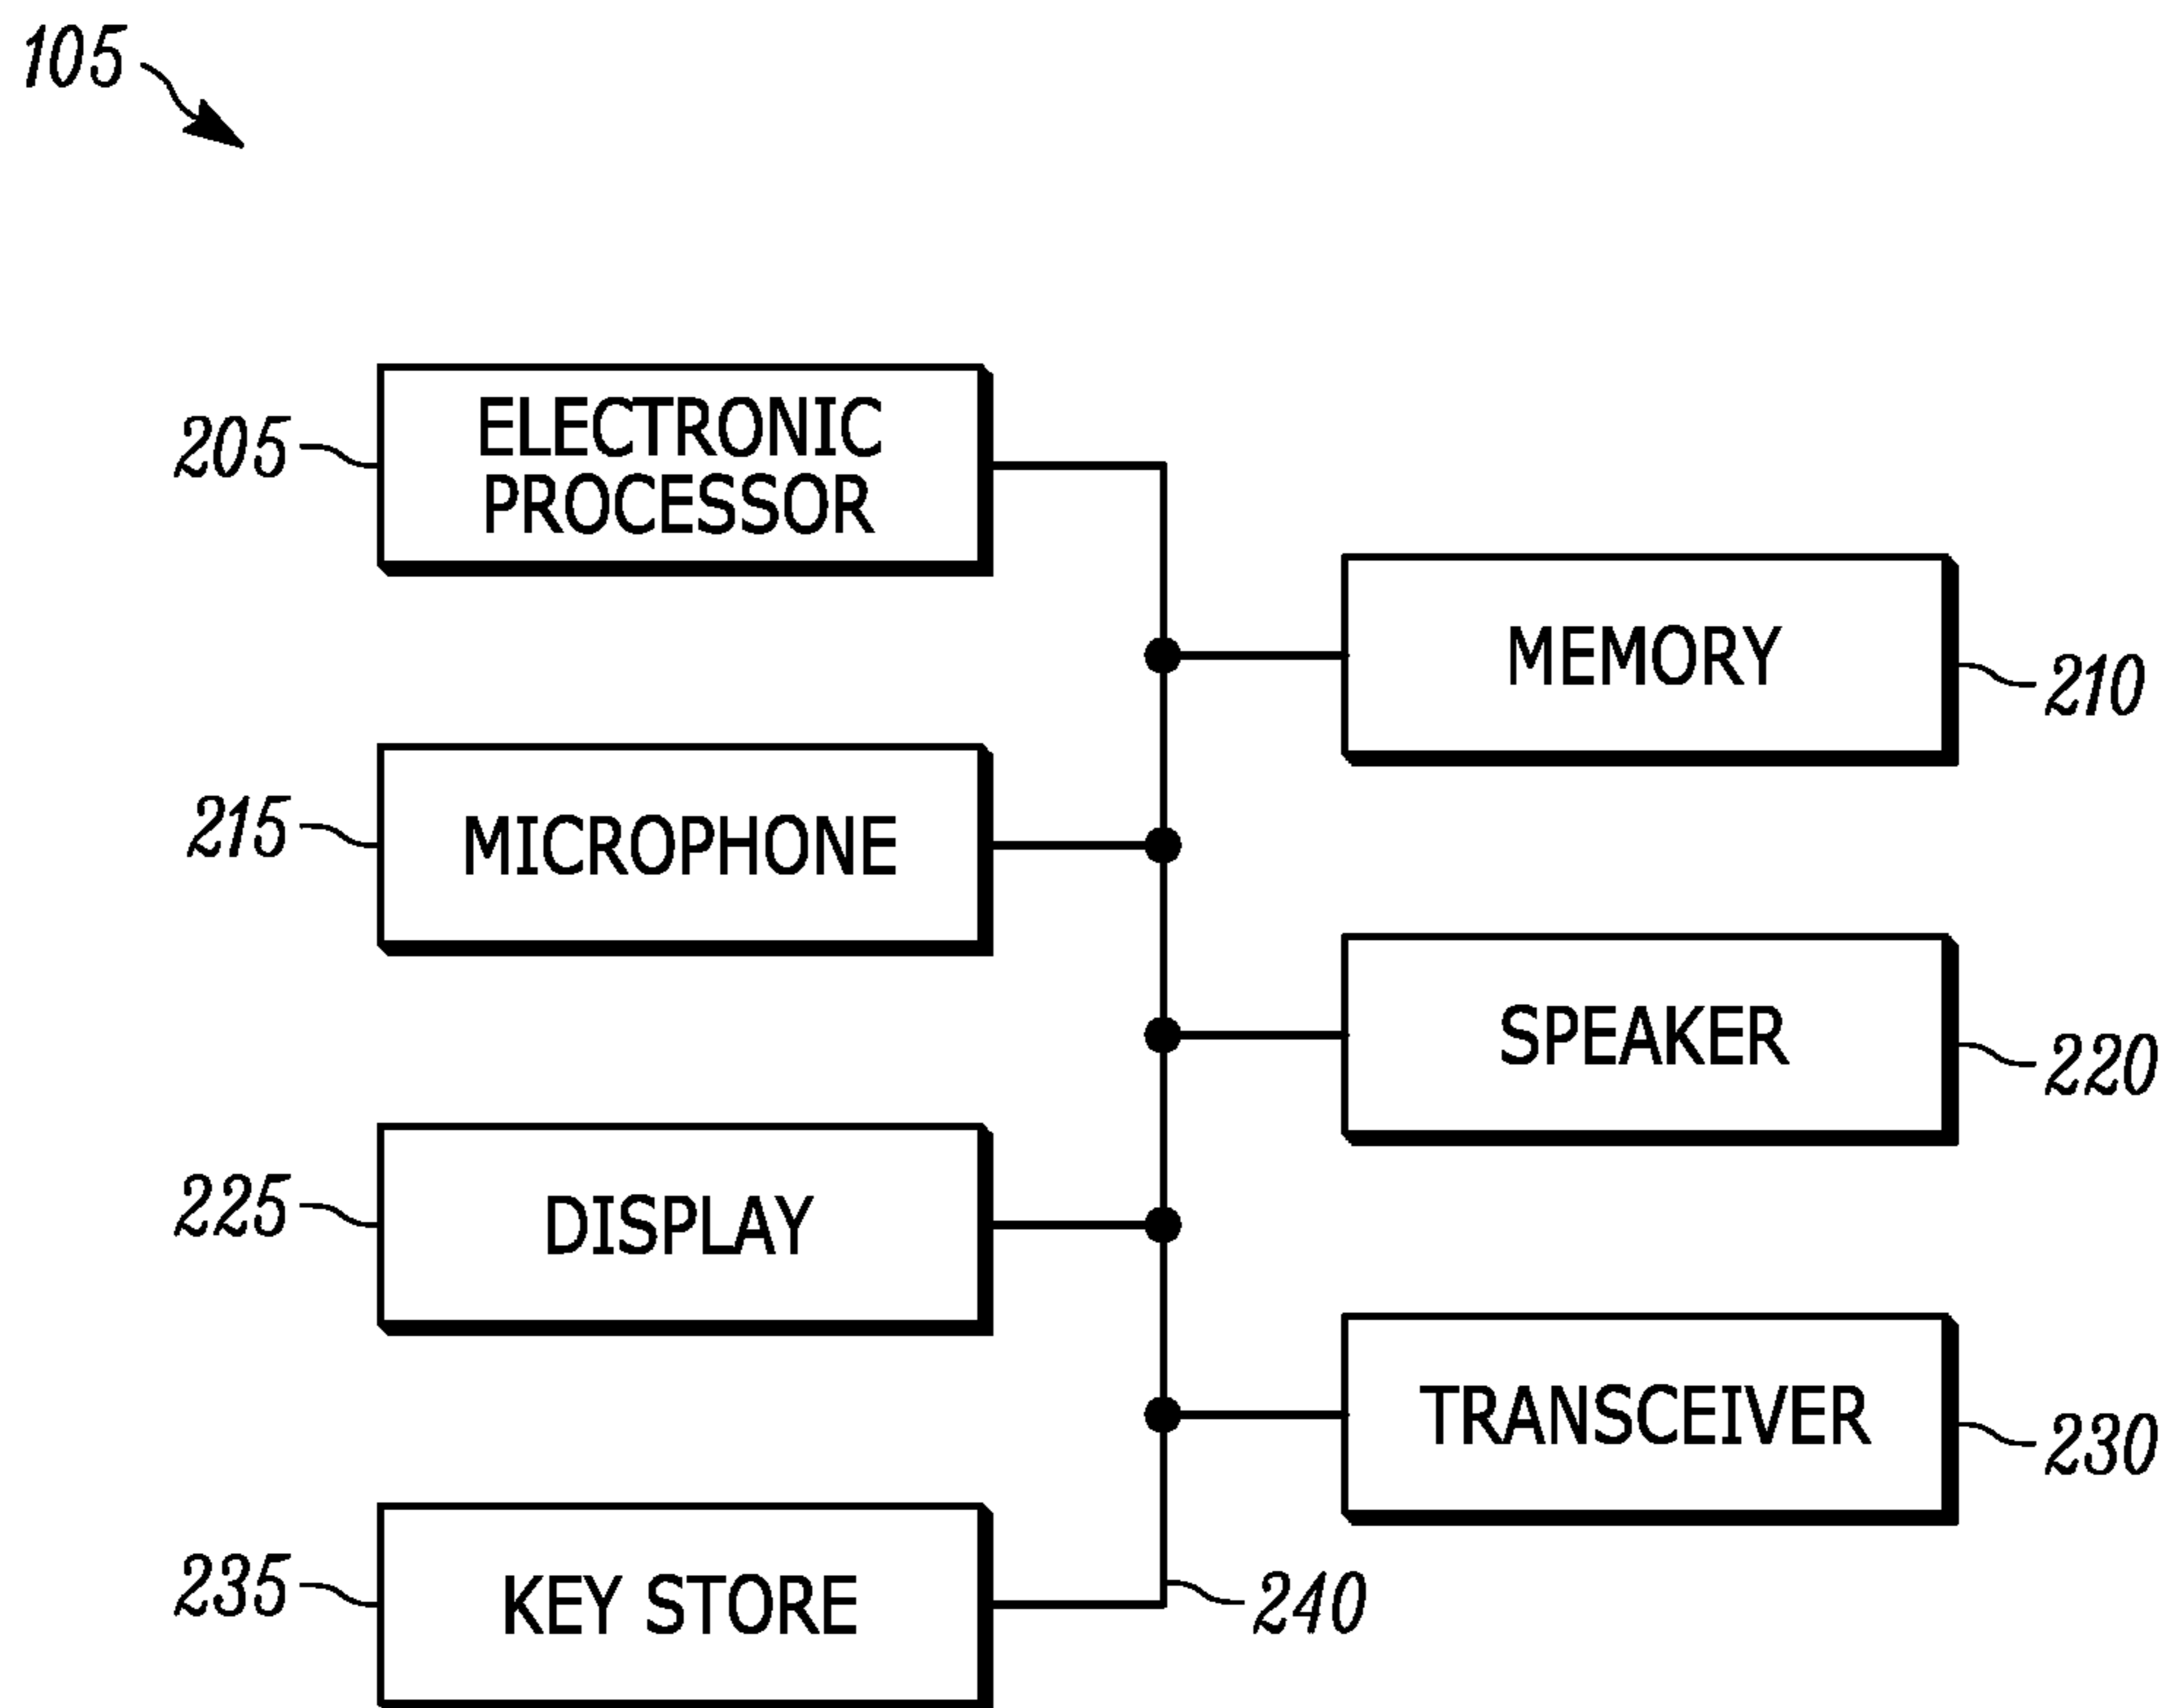 105
205
ELECTRONIC
PROCESSOR
MEMORY
210
215
MICROPHONE
SPEAKER
220
225
DISPLAY
TRANSCEIVER
230
235
KEY STORE
240